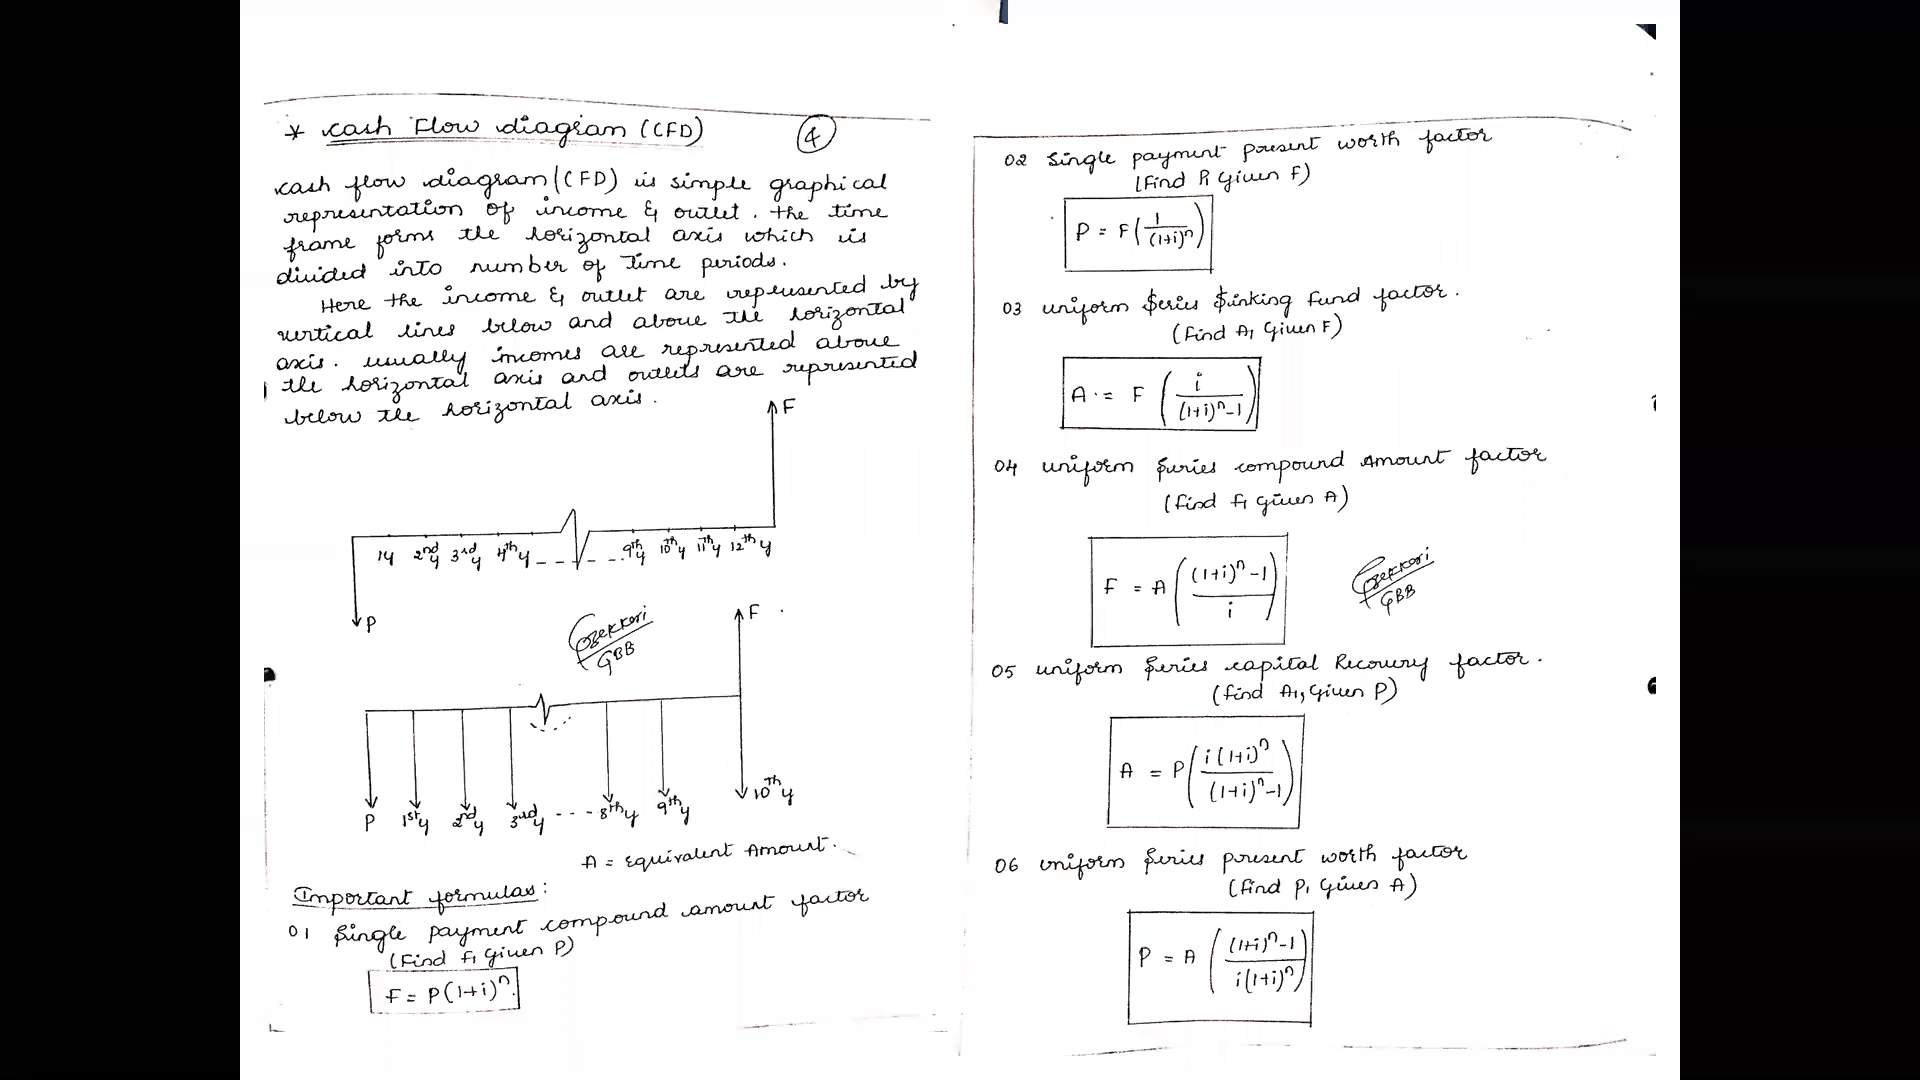 * Cash Flow diagram (CFD)
4
Cash flow diagram (CFD) is simple graphical
representation of income & outlet. The time
frame forms the horizontal axis which is
divided into number of time periods.
Here the income & outlet are represented by
vertical lines below and above the horizontal
axis. usually incomes are represented above
the horizontal axis and outlets are represented
below the horizontal axis.
F
1y 2nd y 3rd y 4th y - - - - - - . 9th y 10th y 11th y 12th y
P
GBB
F
P 1st y 2nd y 3rd y - - - 8th y 9th y 10th y
A = Equivalent Amount.
Important formulas:
01 Single payment compound amount factor
(Find F, Given P)
F = P(1+i)^n.
02 Single payment present worth factor
(Find P, Given F)
P = F(1/(1+i)^n)
03 uniform Series Sinking Fund factor.
(Find A, Given F)
A = F (i/((1+i)^n-1))
04 uniform Series compound Amount factor
(find F, given A)
F = A(((1+i)^n-1)/i)
GBB
05 uniform Series capital Recovery factor.
(find A, Given P)
A = P(i(1+i)^n/((1+i)^n-1))
06 uniform Series present worth factor
(find P, Given A)
P = A (((1+i)^n-1)/(i(1+i)^n))